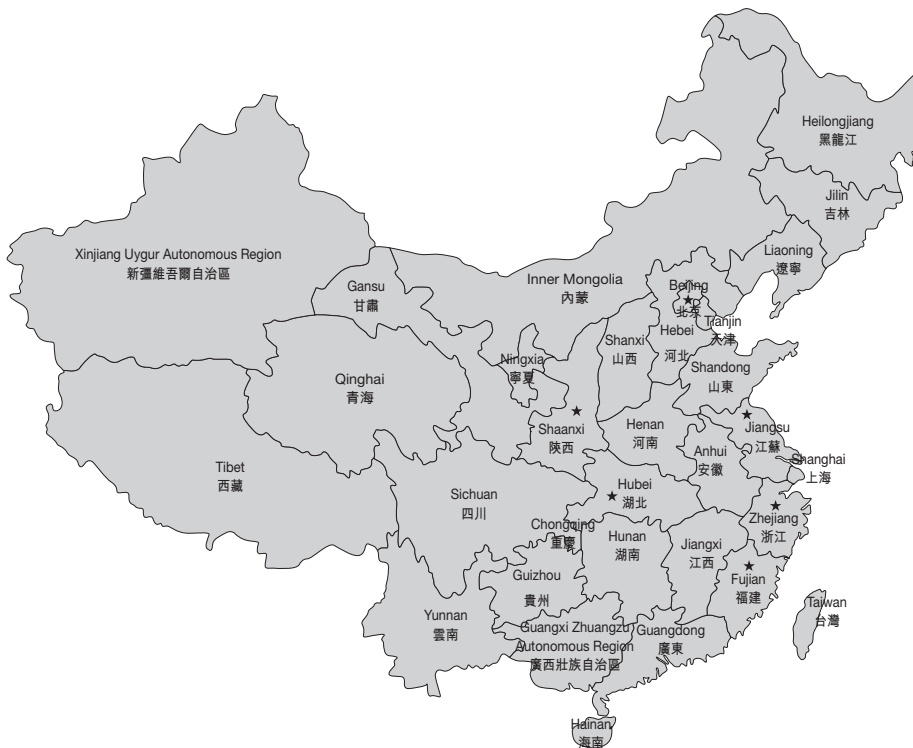 Heilongjiang
黑龍江
Jilin
吉林
Liaoning
遼寧
Xinjiang Uygur Autonomous Region
新彊維吾爾自治區
Gansu
甘肅
Inner Mongolia
內蒙
Beijing
北京
Tianjin
天津
Hebei
河北
Shanxi
山西
Shandong
山東
Ningxia
寧夏
Qinghai
青海
Shaanxi
陝西
Henan
河南
Jiangsu
江蘇
Anhui
安徽
Shanghai
上海
Tibet
西藏
Sichuan
四川
Hubei
湖北
Chongqing
重慶
Zhejiang
浙江
Hunan
湖南
Jiangxi
江西
Guizhou
貴州
Fujian
福建
Yunnan
雲南
Guangxi Zhuangzu
Autonomous Region
廣西壯族自治區
Guangdong
廣東
Taiwan
台灣
Hainan
海南